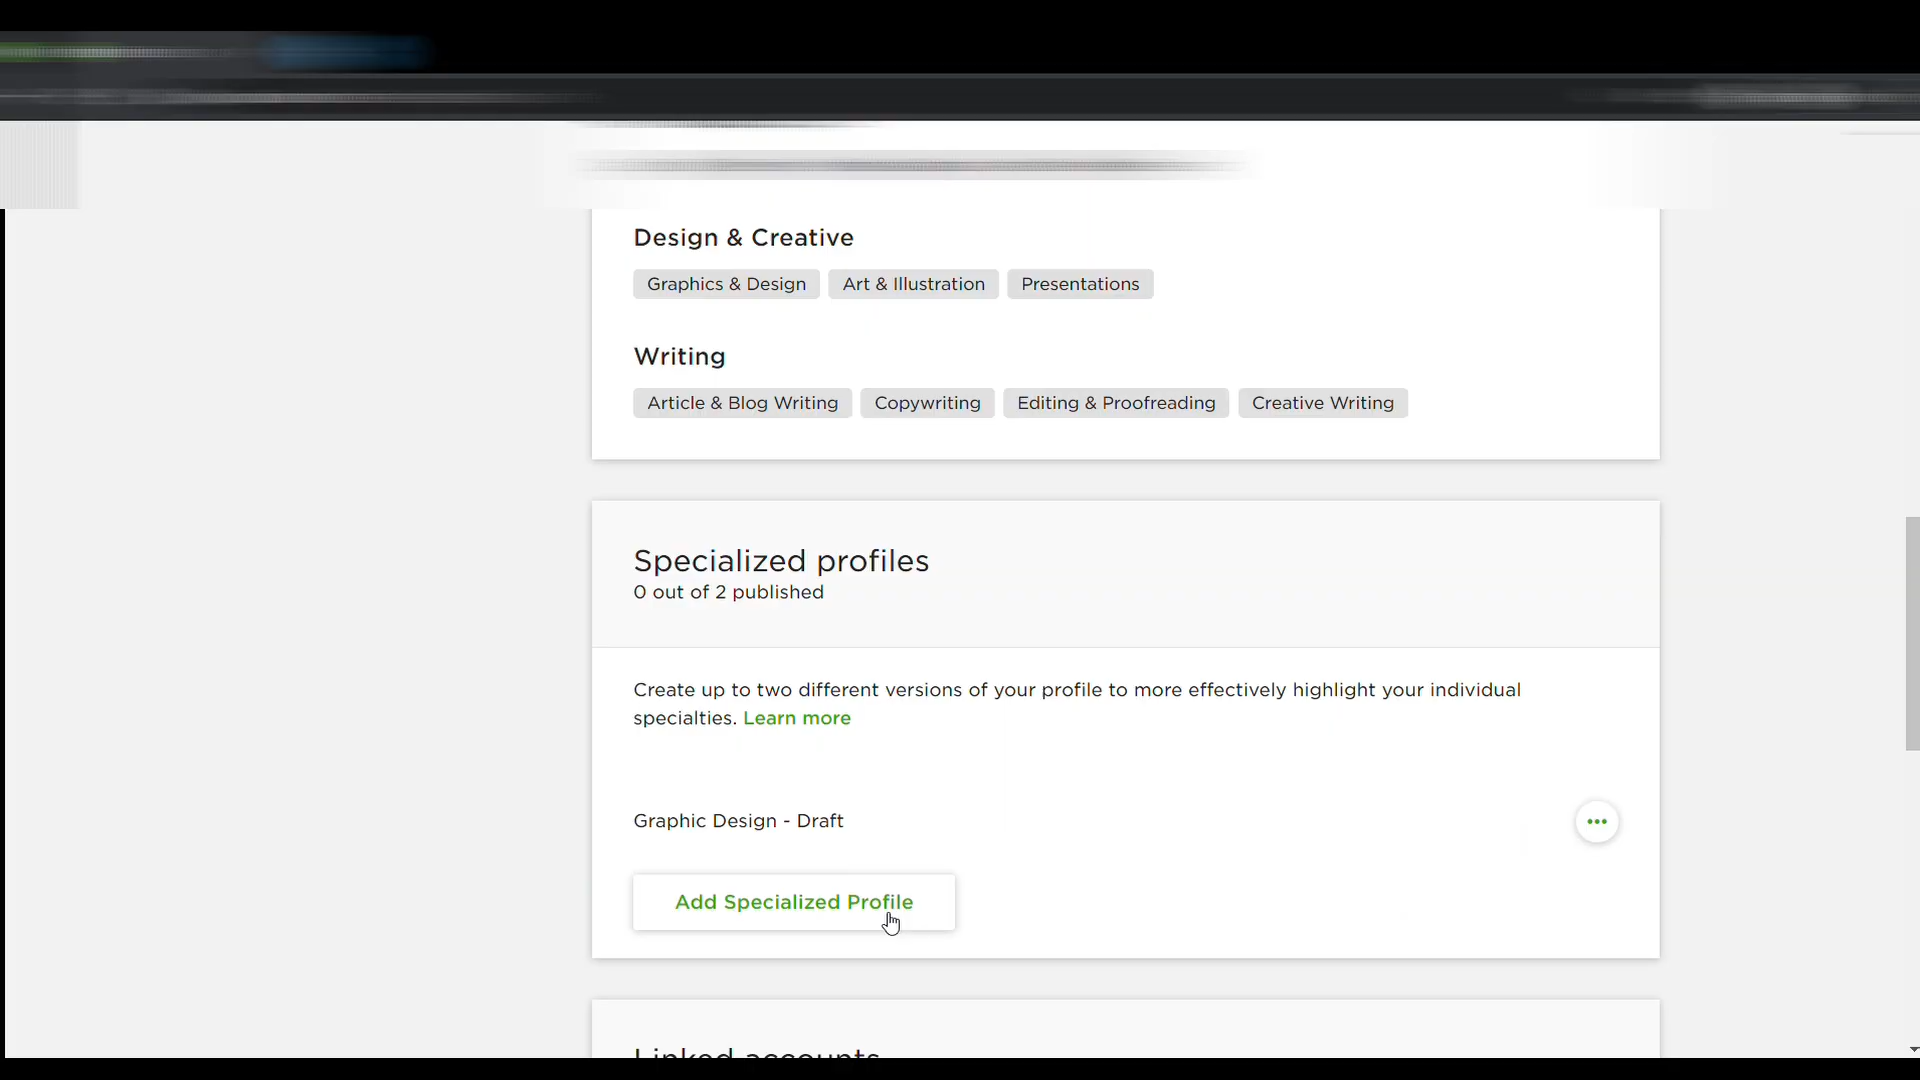 Design & Creative
Graphics & Design Art & Illustration Presentations
Writing
Article & Blog Writing Copywriting Editing & Proofreading Creative Writing
Specialized profiles
0 out of 2 published
Create up to two different versions of your profile to more effectively highlight your individual
specialties. Learn more
Graphic Design - Draft
Add Specialized Profile
Linked accounts